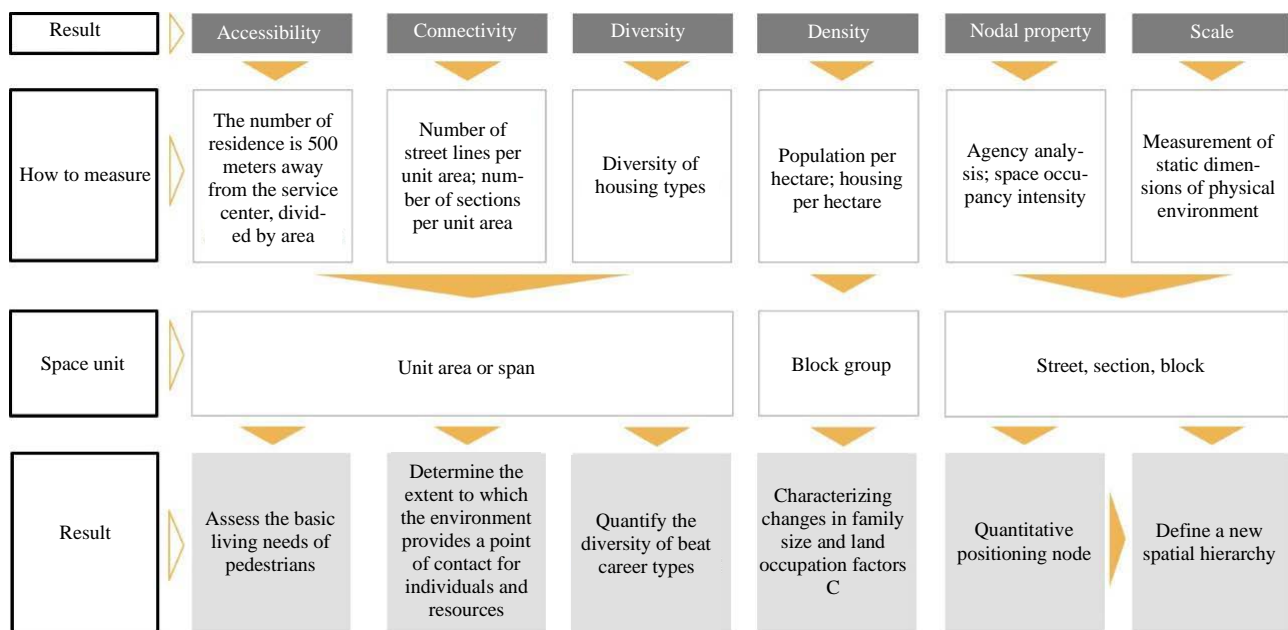 Result
Accessibility
Connectivity
Diversity
Density
Nodal property
Scale
How to measure
The number of
residence is 500
meters away
from the service
center, divid-
ed by area
Number of
street lines per
unit area; num-
ber of sections
per unit area
Diversity of
housing types
Population per
hectare; housing
per hectare
Agency analy-
sis; space occu-
pancy intensity
Measurement of
static dimen-
sions of physical
environment
Space unit
Unit area or span
Block group
Street, section, block
Result
Assess the basic
living needs of
pedestrians
Determine the
extent to which
the environment
provides a point
of contact for
individuals and
resources
Quantify the
diversity of beat
career types
Characterizing
changes in family
size and land
occupation factors
C
Quantitative
positioning node
Define a new
spatial hierarchy